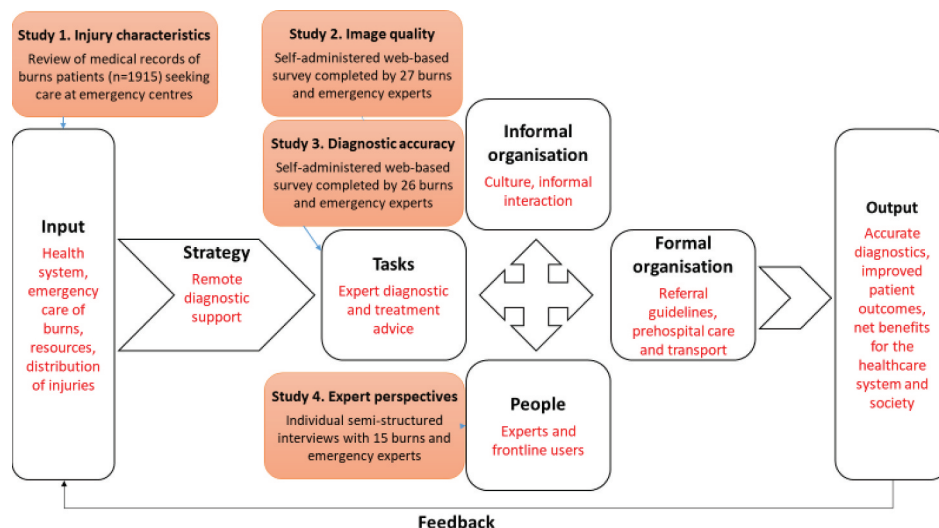 Study 1. Injury characteristics
Review of medical records of
burns patients (n=1915) seeking
care at emergency centres
Study 2. Image quality
Self-administered web-based
survey completed by 27 burns
and emergency experts
Study 3. Diagnostic accuracy
Self-administered web-based
survey completed by 26 burns
and emergency experts
Informal
organisation
Culture, informal
interaction
Input
Health
system,
emergency
care of
burns,
resources,
distribution
of injuries
Strategy
Remote
diagnostic
support
Tasks
Expert diagnostic
and treatment
advice
Formal
organisation
Referral
guidelines,
prehospital care
and transport
Output
Accurate
diagnostics,
improved
patient
outcomes,
net benefits
for the
healthcare
system and
society
Study 4. Expert perspectives
Individual semi-structured
interviews with 15 burns and
emergency experts
People
Experts and
frontline users
Feedback